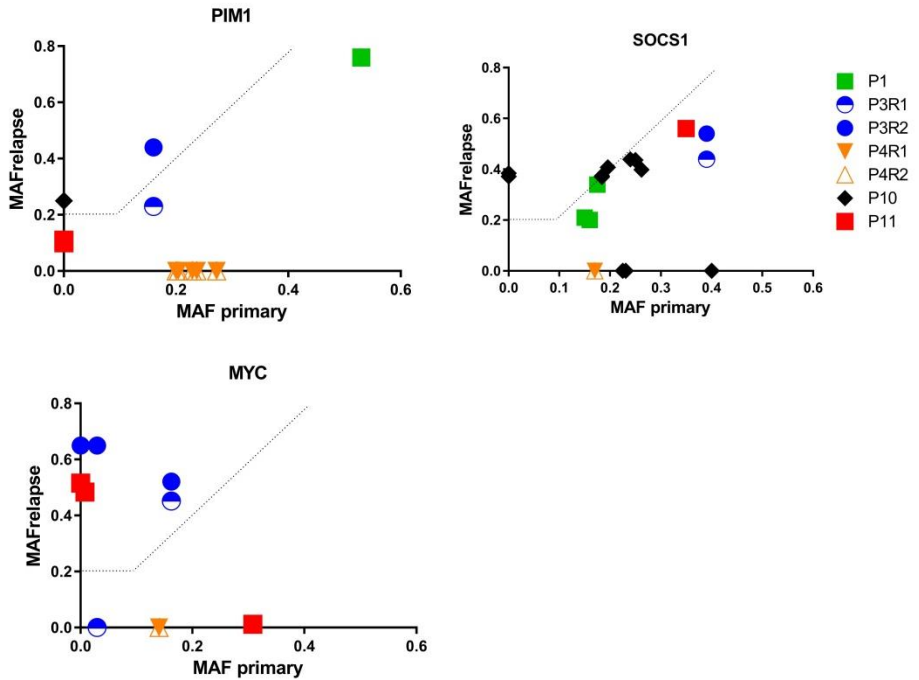 PIM1
0.8
0.6
0.4
0.2
0.0
MAFrelapse
0.0 0.2 0.4 0.6
MAF primary
SOCS1
0.8
0.6
0.4
0.2
0.0
MAFrelapse
0.0 0.1 0.2 0.3 0.4 0.5 0.6
MAF primary
P1
P3R1
P3R2
P4R1
P4R2
P10
P11
MYC
0.8
0.6
0.4
0.2
0.0
MAFrelapse
0.0 0.2 0.4 0.6
MAF primary